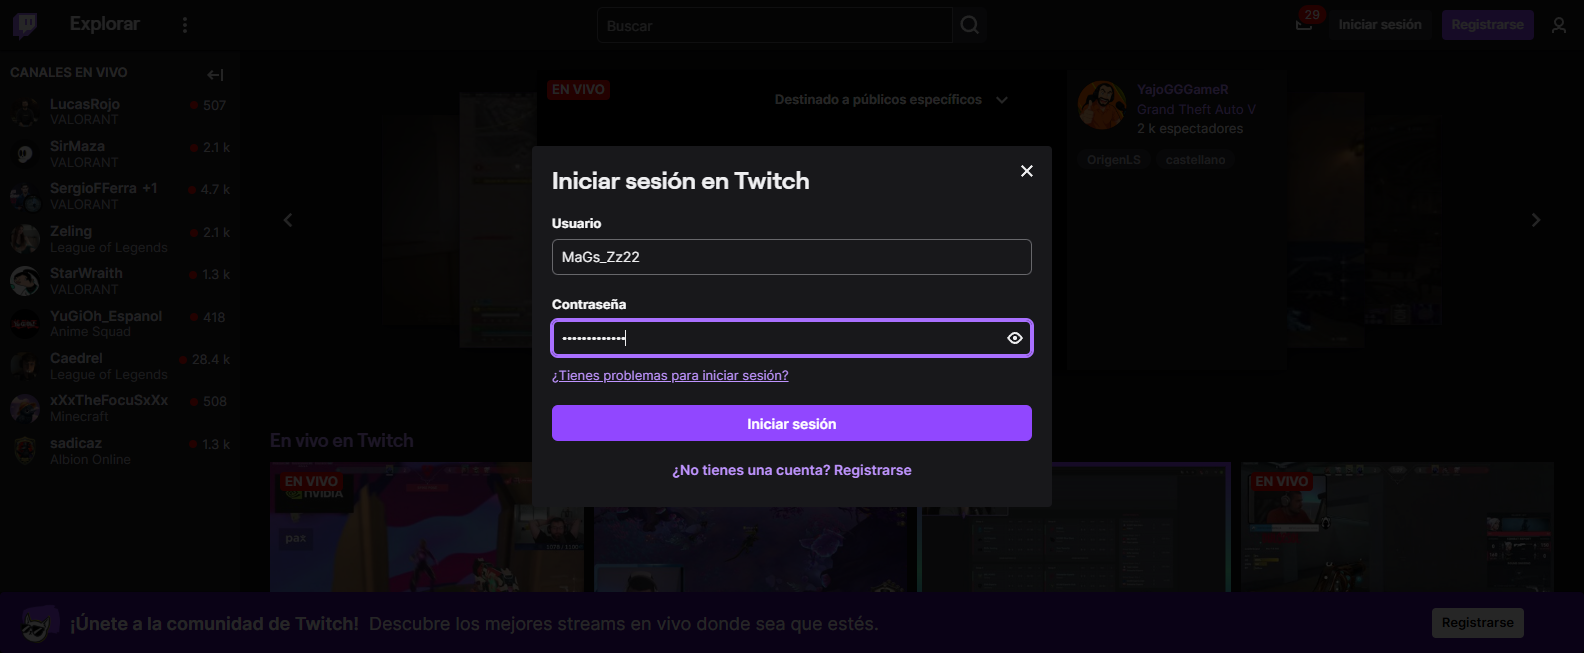 Explorar
Buscar
29
Iniciar sesión
Registrarse
CANALES EN VIVO
LucasRojo
507
VALORANT
SirMaza
2.1 k
VALORANT
SergioFFerra +1
4.7 k
VALORANT
Zeling
2.1 k
League of Legends
StarWraith
1.3 k
VALORANT
YuGiOh_Espanol
418
Anime Squad
Caedrel
28.4 k
League of Legends
xXxTheFocuSxXx
508
Minecraft
sadicaz
1.3 k
Albion Online
EN VIVO
Destinado a públicos específicos
YajoGGGameR
Grand Theft Auto V
2 k espectadores
OrigenLS
castellano
Iniciar sesión en Twitch
Usuario
MaGs_Zz22
Contraseña
•••••••••••••
¿Tienes problemas para iniciar sesión?
Iniciar sesión
¿No tienes una cuenta? Registrarse
En vivo en Twitch
EN VIVO
NVIDIA
pax
EN VIVO
¡Únete a la comunidad de Twitch! Descubre los mejores streams en vivo donde sea que estés.
Registrarse